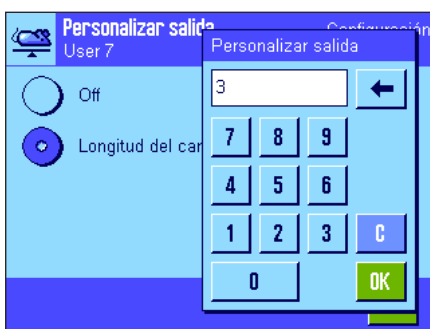 Personalizar salida
User 7
Configuración
Personalizar salida
Off
Longitud del car
3
7 8 9
4 5 6
1 2 3 C
0 OK